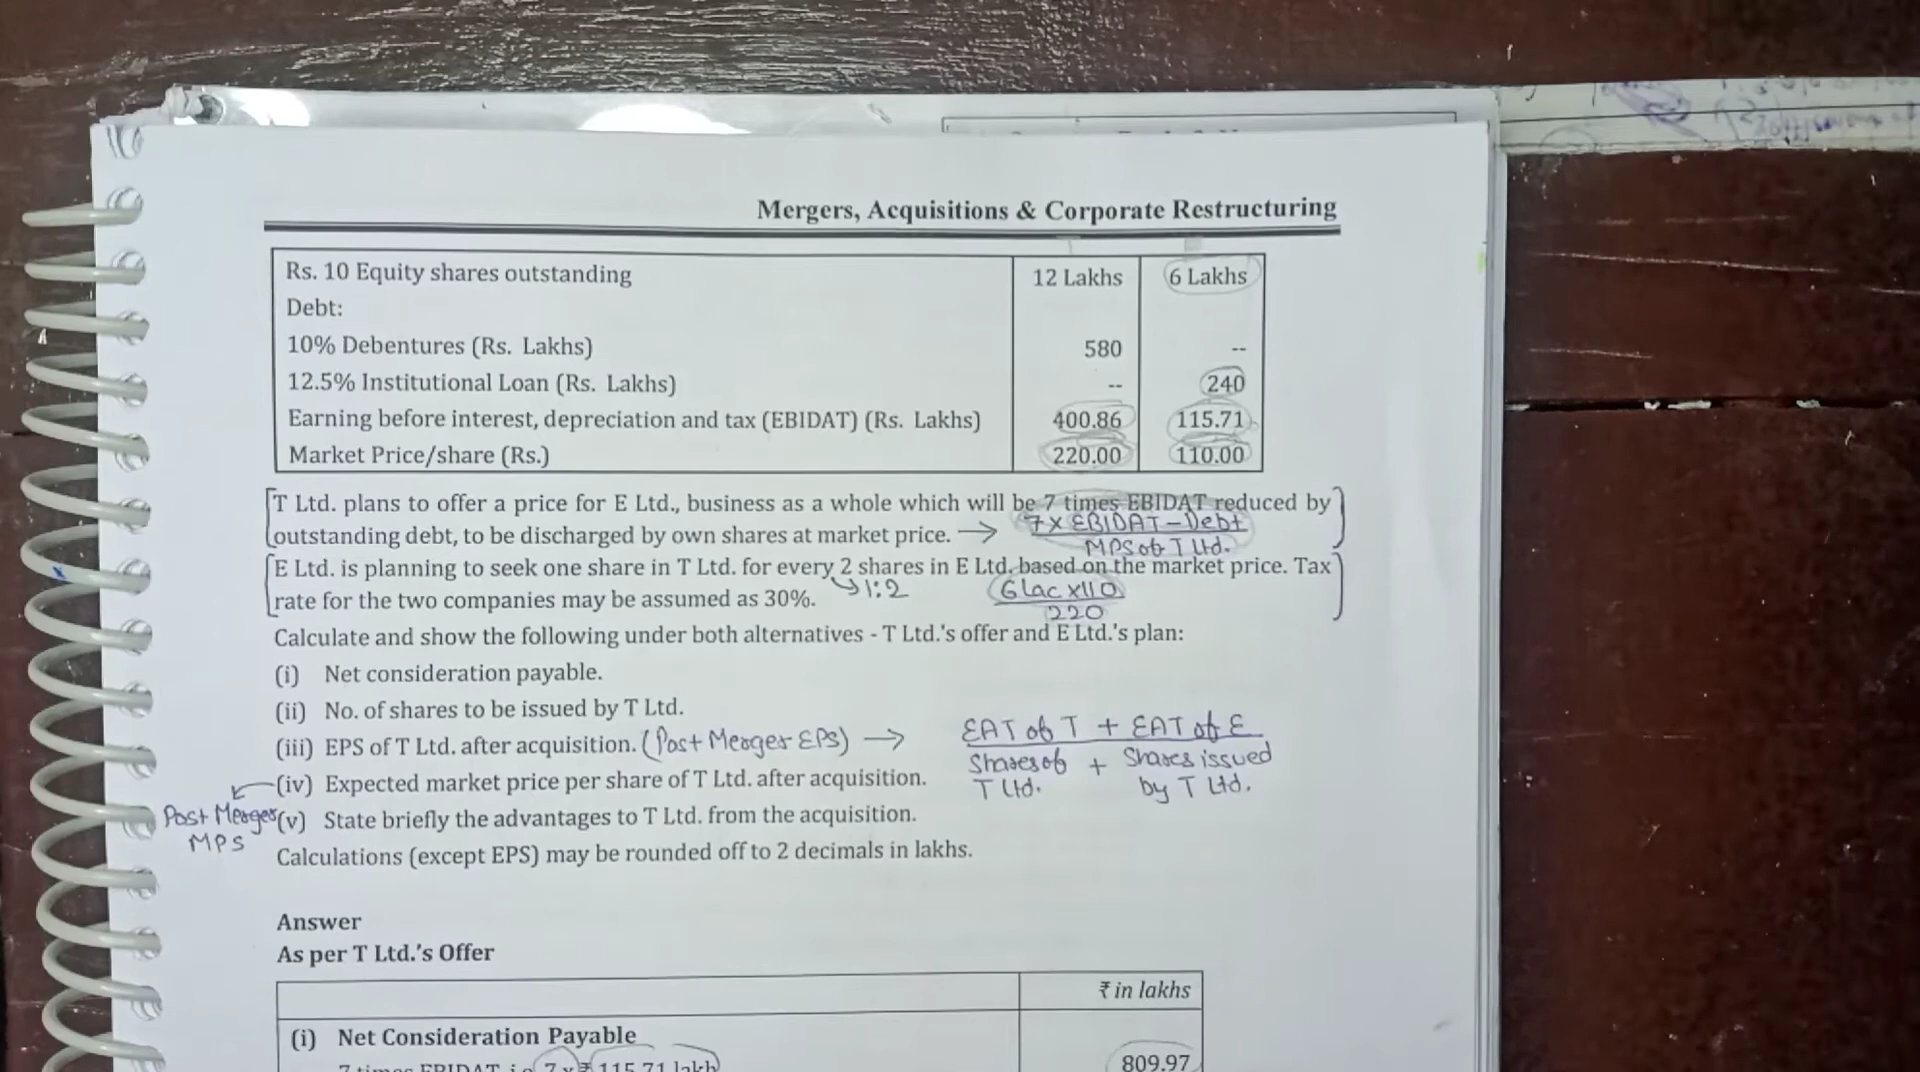 Mergers, Acquisitions & Corporate Restructuring
Rs. 10 Equity shares outstanding 12 Lakhs 6 Lakhs
Debt:
10% Debentures (Rs. Lakhs) 580 --
12.5% Institutional Loan (Rs. Lakhs) -- 240
Earning before interest, depreciation and tax (EBIDAT) (Rs. Lakhs) 400.86 115.71
Market Price/share (Rs.) 220.00 110.00
T Ltd. plans to offer a price for E Ltd., business as a whole which will be 7 times EBIDAT reduced by
outstanding debt, to be discharged by own shares at market price. → 7 x EBIDAT - Debt
MPS of T Ltd.
E Ltd. is planning to seek one share in T Ltd. for every 2 shares in E Ltd. based on the market price. Tax
rate for the two companies may be assumed as 30%. 1:2 6 lac x 110
220
Calculate and show the following under both alternatives - T Ltd.'s offer and E Ltd.'s plan:
(i) Net consideration payable.
(ii) No. of shares to be issued by T Ltd.
(iii) EPS of T Ltd. after acquisition. (Post Merger EPS) → EAT of T + EAT of E
Shares of + Shares issued
T Ltd. by T Ltd.
(iv) Expected market price per share of T Ltd. after acquisition.
Post Merger
MPS
(v) State briefly the advantages to T Ltd. from the acquisition.
Calculations (except EPS) may be rounded off to 2 decimals in lakhs.
Answer
As per T Ltd.'s Offer
₹ in lakhs
(i) Net Consideration Payable
7 times EBIDAT, i.e. 7 x ₹ 115.71 lakh 809.97